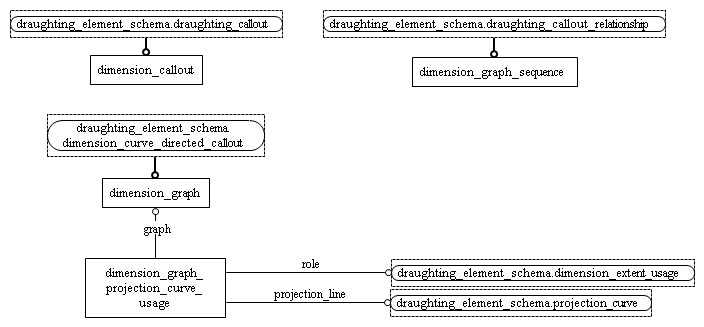 draughting_element_schema.draughting_callout
draughting_element_schema.draughting_callout_relationship
dimension_callout
dimension_graph_sequence
draughting_element_schema.
dimension_curve_directed_callout
dimension_graph
graph
dimension_graph_
projection_curve_
usage
role
draughting_element_schema.dimension_extent_usage
projection_line
draughting_element_schema.projection_curve